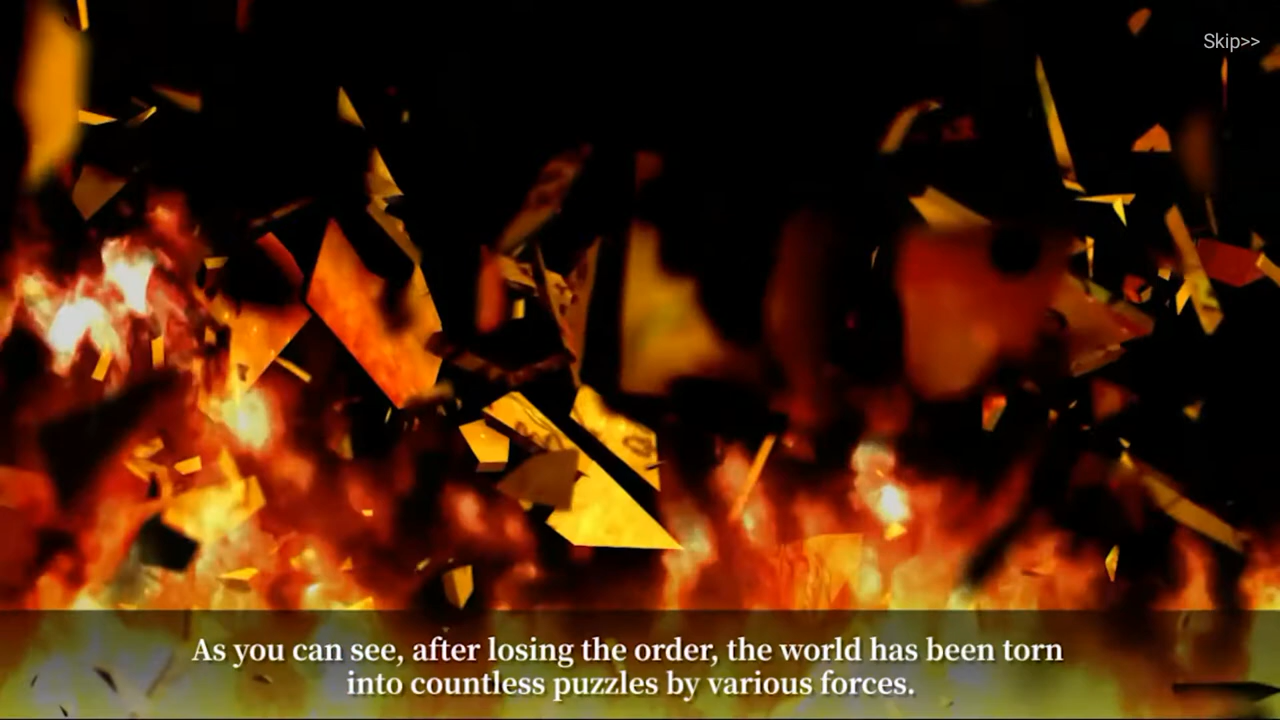 Skip>>
As you can see, after losing the order, the world has been torn
into countless puzzles by various forces.